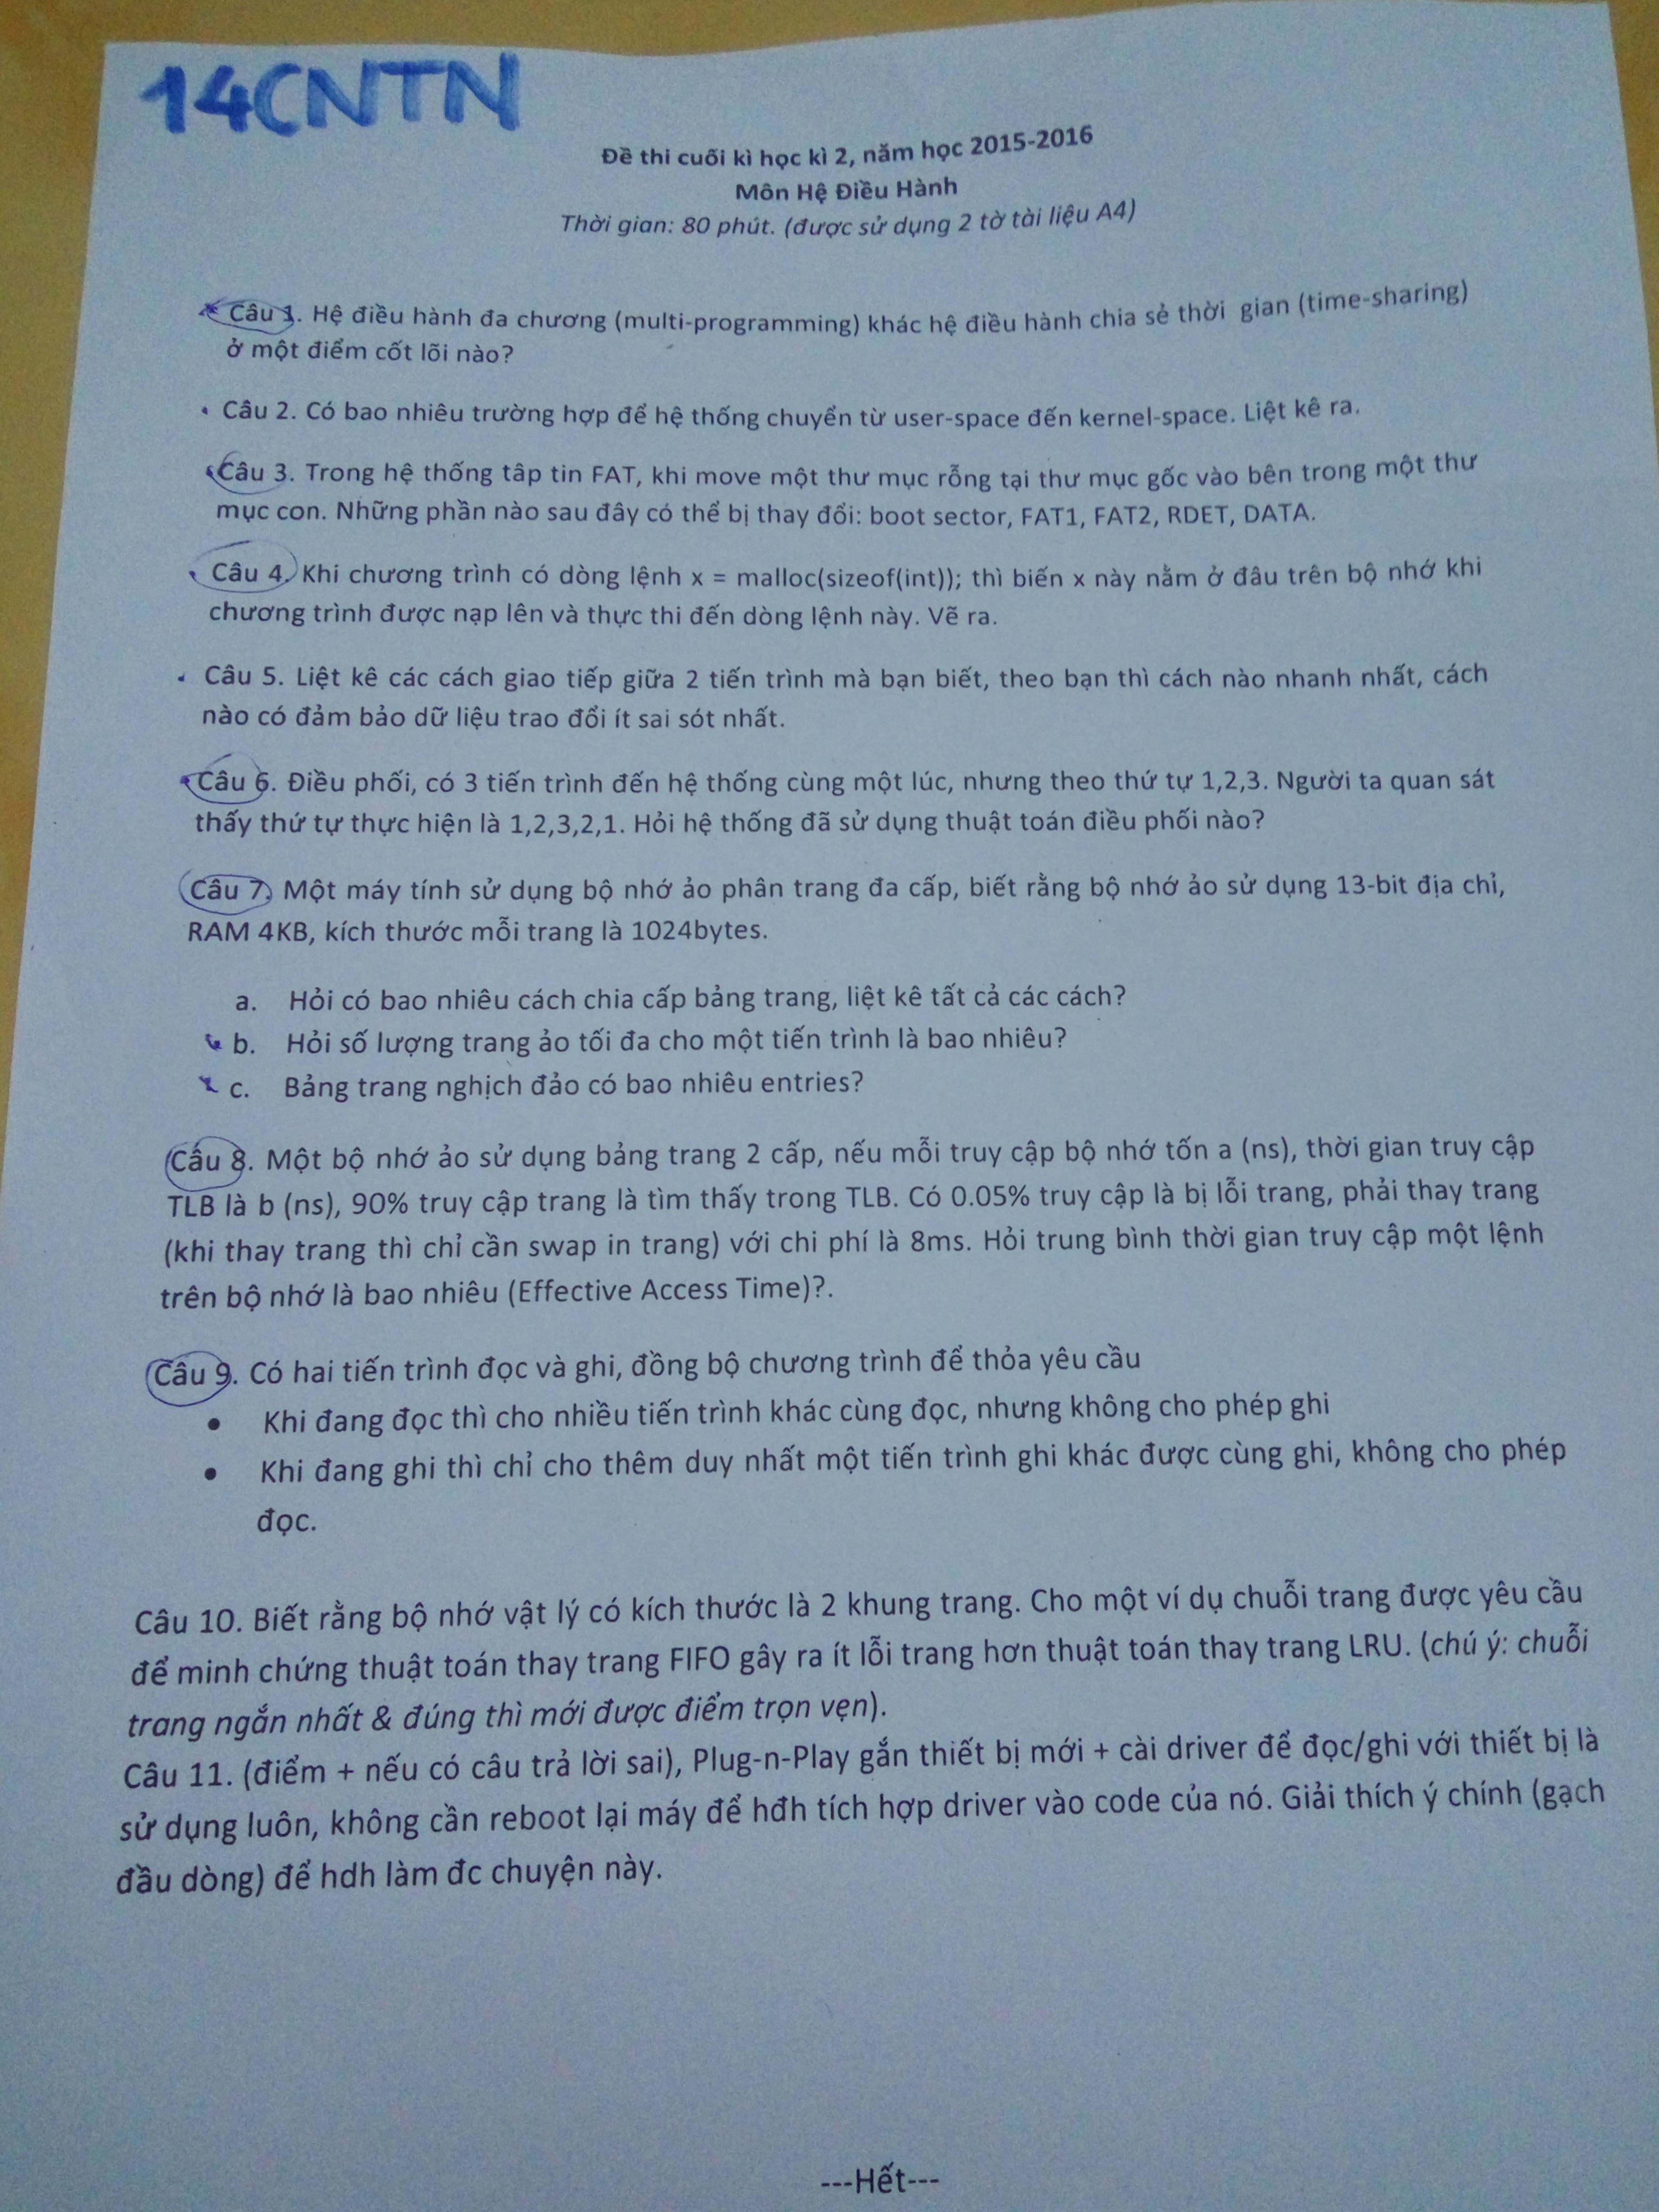 14CNTN
Đề thi cuối kì học kì 2, năm học 2015-2016
Môn Hệ Điều Hành
Thời gian: 80 phút. (được sử dụng 2 tờ tài liệu A4)
Câu 1. Hệ điều hành đa chương (multi-programming) khác hệ điều hành chia sẻ thời gian (time-sharing)
ở một điểm cốt lõi nào?
Câu 2. Có bao nhiêu trường hợp để hệ thống chuyển từ user-space đến kernel-space. Liệt kê ra.
Câu 3. Trong hệ thống tâp tin FAT, khi move một thư mục rỗng tại thư mục gốc vào bên trong một thư
mục con. Những phần nào sau đây có thể bị thay đổi: boot sector, FAT1, FAT2, RDET, DATA.
Câu 4. Khi chương trình có dòng lệnh x = malloc(sizeof(int)); thì biến x này nằm ở đâu trên bộ nhớ khi
chương trình được nạp lên và thực thi đến dòng lệnh này. Vẽ ra.
Câu 5. Liệt kê các cách giao tiếp giữa 2 tiến trình mà bạn biết, theo bạn thì cách nào nhanh nhất, cách
nào có đảm bảo dữ liệu trao đổi ít sai sót nhất.
Câu 6. Điều phối, có 3 tiến trình đến hệ thống cùng một lúc, nhưng theo thứ tự 1,2,3. Người ta quan sát
thấy thứ tự thực hiện là 1,2,3,2,1. Hỏi hệ thống đã sử dụng thuật toán điều phối nào?
Câu 7. Một máy tính sử dụng bộ nhớ ảo phân trang đa cấp, biết rằng bộ nhớ ảo sử dụng 13-bit địa chỉ,
RAM 4KB, kích thước mỗi trang là 1024bytes.
a. Hỏi có bao nhiêu cách chia cấp bảng trang, liệt kê tất cả các cách?
b. Hỏi số lượng trang ảo tối đa cho một tiến trình là bao nhiêu?
c. Bảng trang nghịch đảo có bao nhiêu entries?
Câu 8. Một bộ nhớ ảo sử dụng bảng trang 2 cấp, nếu mỗi truy cập bộ nhớ tốn a (ns), thời gian truy cập
TLB là b (ns), 90% truy cập trang là tìm thấy trong TLB. Có 0.05% truy cập là bị lỗi trang, phải thay trang
(khi thay trang thì chỉ cần swap in trang) với chi phí là 8ms. Hỏi trung bình thời gian truy cập một lệnh
trên bộ nhớ là bao nhiêu (Effective Access Time)?.
Câu 9. Có hai tiến trình đọc và ghi, đồng bộ chương trình để thỏa yêu cầu
• Khi đang đọc thì cho nhiều tiến trình khác cùng đọc, nhưng không cho phép ghi
• Khi đang ghi thì chỉ cho thêm duy nhất một tiến trình ghi khác được cùng ghi, không cho phép
đọc.
Câu 10. Biết rằng bộ nhớ vật lý có kích thước là 2 khung trang. Cho một ví dụ chuỗi trang được yêu cầu
để minh chứng thuật toán thay trang FIFO gây ra ít lỗi trang hơn thuật toán thay trang LRU. (chú ý: chuỗi
trang ngắn nhất & đúng thì mới được điểm trọn vẹn).
Câu 11. (điểm + nếu có câu trả lời sai), Plug-n-Play gắn thiết bị mới + cài driver để đọc/ghi với thiết bị là
sử dụng luôn, không cần reboot lại máy để hđh tích hợp driver vào code của nó. Giải thích ý chính (gạch
đầu dòng) để hdh làm đc chuyện này.
---Hết---